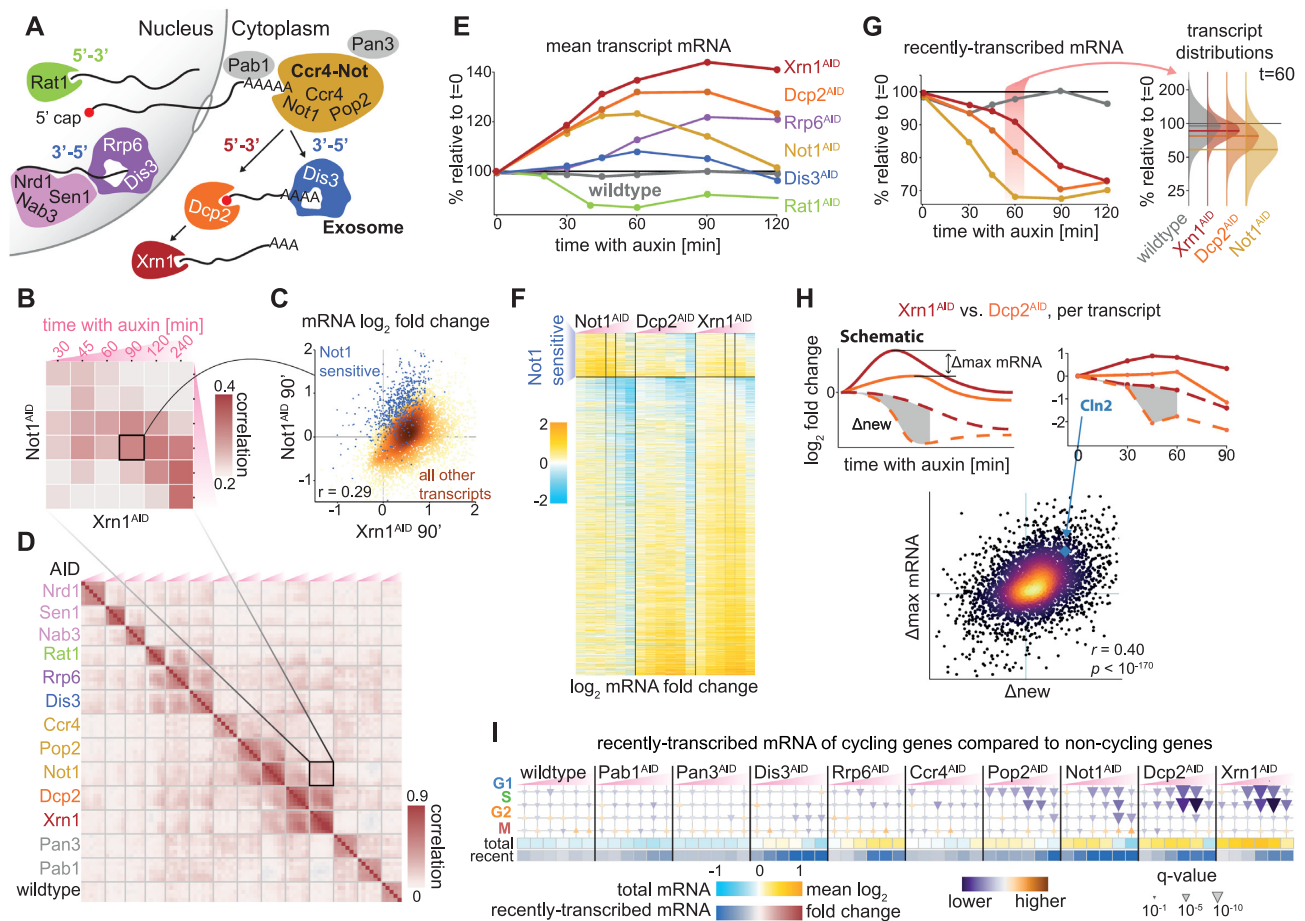 A
Nucleus
Cytoplasm
5'-3'
Rat1
5' cap
Pab1
Pan3
AAAAA
Ccr4-Not
Ccr4
Not1
Pop2
3'-5'
Rrp6
Dis3
Nrd1
Sen1
Nab3
5'-3'
3'-5'
Dis3
AAAA
Dcp2
Exosome
Xrn1
AAA
E
mean transcript mRNA
% relative to t=0
140
120
100
Xrn1AID
Dcp2AID
Rrp6AID
Not1AID
Dis3AID
Rat1AID
wildtype
0
30
60
90
120
time with auxin [min]
G
recently-transcribed mRNA
% relative to t=0
100
90
80
70
0
30
60
90
120
time with auxin [min]
transcript
distributions
t=60
% relative to t=0
200
100
50
25
wildtype
Xrn1AID
Dcp2AID
Not1AID
B
time with auxin [min]
30
45
60
90
120
240
Not1AID
Xrn1AID
0.4
correlation
0.2
C
mRNA log2 fold change
Not1
sensitive
Not1AID 90'
2
1
0
-1
all other
transcripts
r = 0.29
-1
0
1
2
Xrn1AID 90'
D
AID
Nrd1
Sen1
Nab3
Rat1
Rrp6
Dis3
Ccr4
Pop2
Not1
Dcp2
Xrn1
Pan3
Pab1
wildtype
0.9
correlation
0
F
Not1AID
Dcp2AID
Xrn1AID
Not1
sensitive
2
0
-2
log2 mRNA fold change
H
Xrn1AID vs. Dcp2AID, per transcript
Schematic
Δmax mRNA
log2 fold change
0
Δnew
time with auxin [min]
1
0
-1
-2
Cln2
0
30
60
90
Δmax mRNA
r = 0.40
p < 10-170
Δnew
I
recently-transcribed mRNA of cycling genes compared to non-cycling genes
wildtype
Pab1AID
Pan3AID
Dis3AID
Rrp6AID
Ccr4AID
Pop2AID
Not1AID
Dcp2AID
Xrn1AID
G1
S
G2
M
total
recent
-1
0
1
total mRNA
mean log2
recently-transcribed mRNA
fold change
lower
higher
q-value
10-1
10-5
10-10